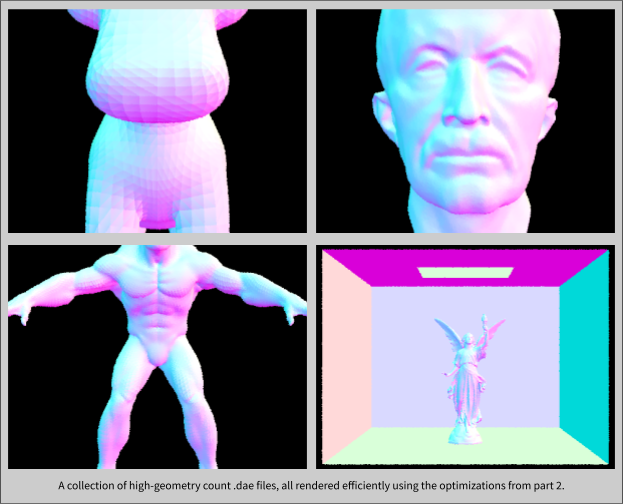 A collection of high-geometry count .dae files, all rendered efficiently using the optimizations from part 2.